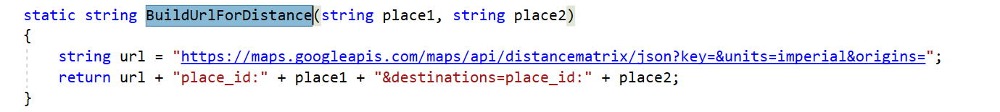 static string BuildUrlForDistance(string place1, string place2)
{
string url = "https://maps.googleapis.com/maps/api/distancematrix/json?key=&units=imperial&origins=";
return url + "place_id:" + place1 + "&destinations=place_id:" + place2;
}